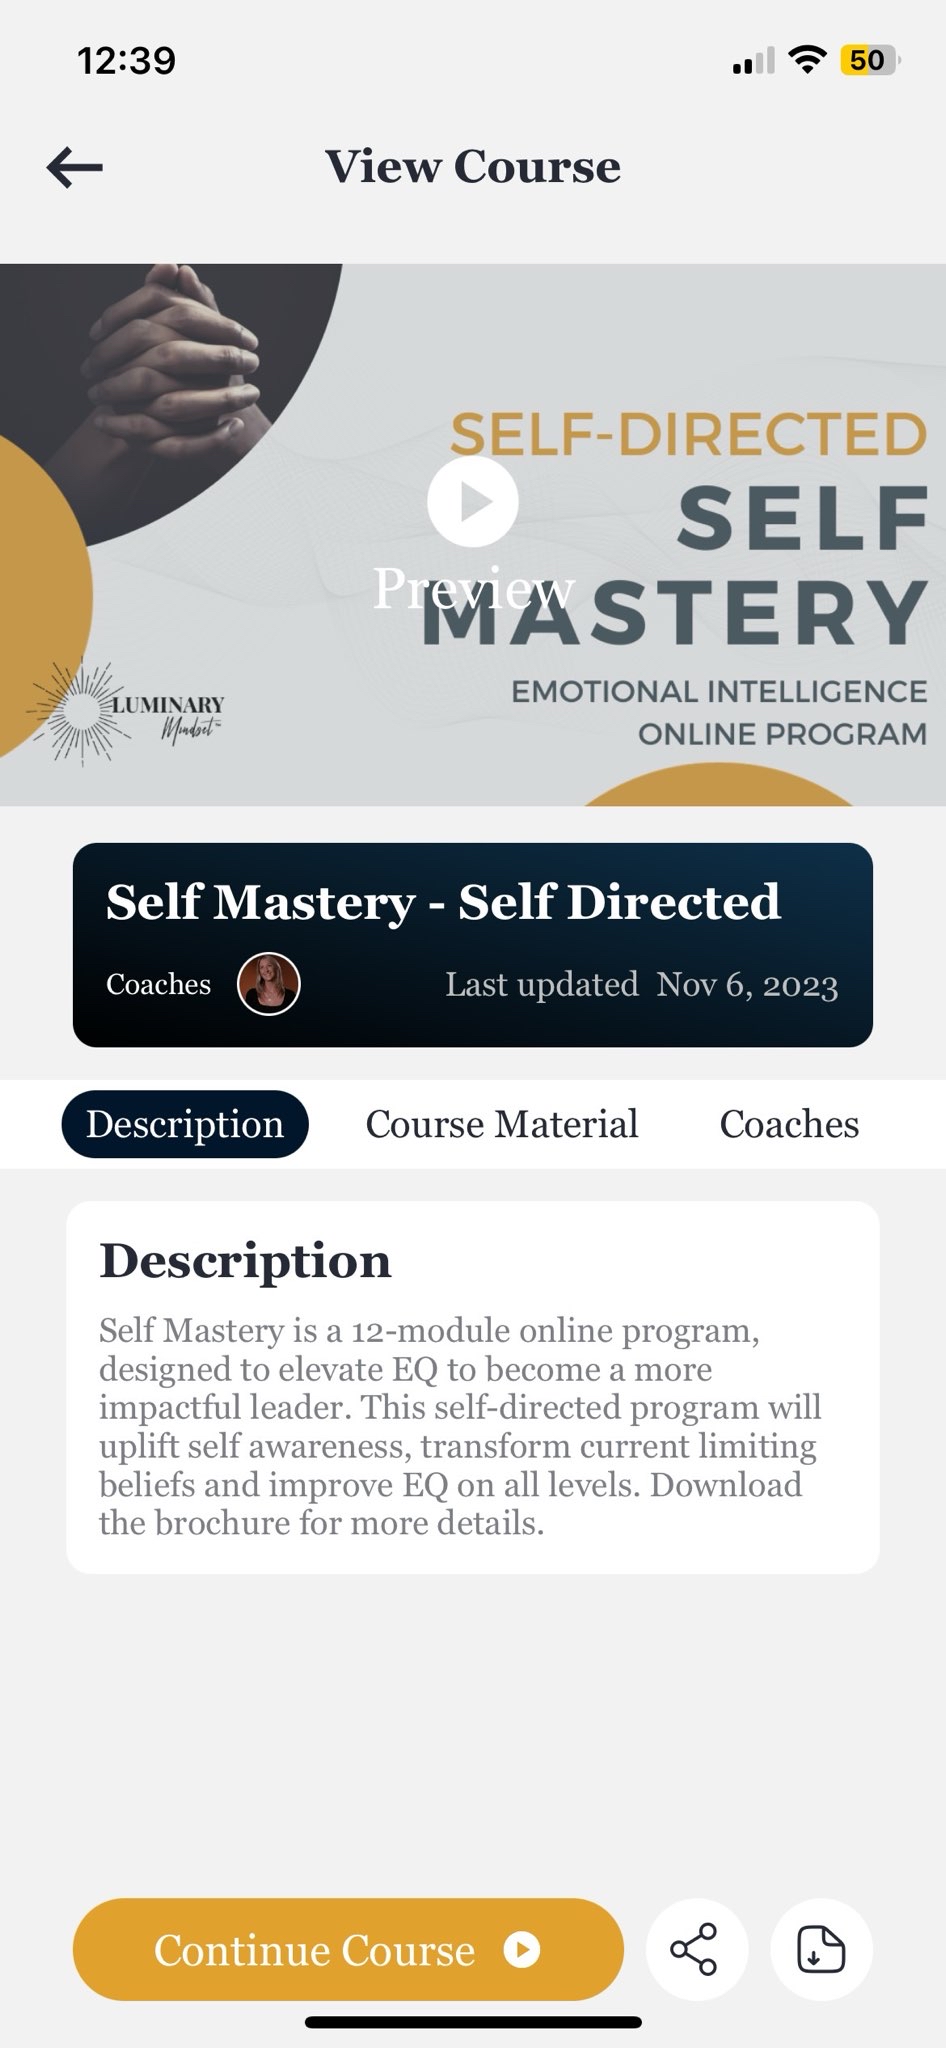 12:39
50
View Course
SELF-DIRECTED
SELF
Preview
MASTERY
EMOTIONAL INTELLIGENCE
ONLINE PROGRAM
LUMINARY
Mindset™
Self Mastery - Self Directed
Coaches
Last updated Nov 6, 2023
Description
Course Material
Coaches
Description
Self Mastery is a 12-module online program,
designed to elevate EQ to become a more
impactful leader. This self-directed program will
uplift self awareness, transform current limiting
beliefs and improve EQ on all levels. Download
the brochure for more details.
Continue Course